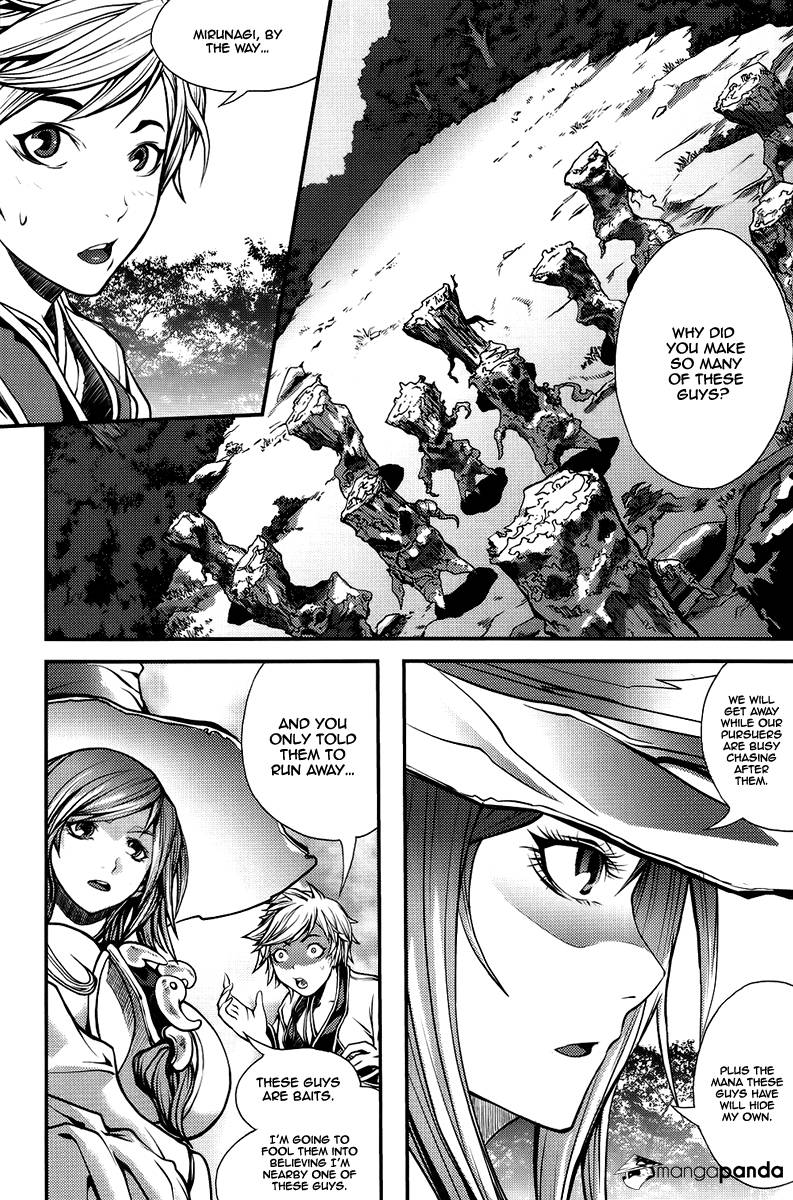 MIRUNAGI, BY
THE WAY...
WHY DID
YOU MAKE
SO MANY
OF THESE
GUYS?
AND YOU
ONLY TOLD
THEM TO
RUN AWAY...
THESE GUYS
ARE BAITS.
I'M GOING TO
FOOL THEM INTO
BELIEVING I'M
NEARBY ONE OF
THESE GUYS.
WE WILL
GET AWAY
WHILE OUR
PURSUERS
ARE BUSY
CHASING
AFTER
THEM.
PLUS THE
MANA THESE
GUYS HAVE
WILL HIDE
MY OWN.
mangapanda